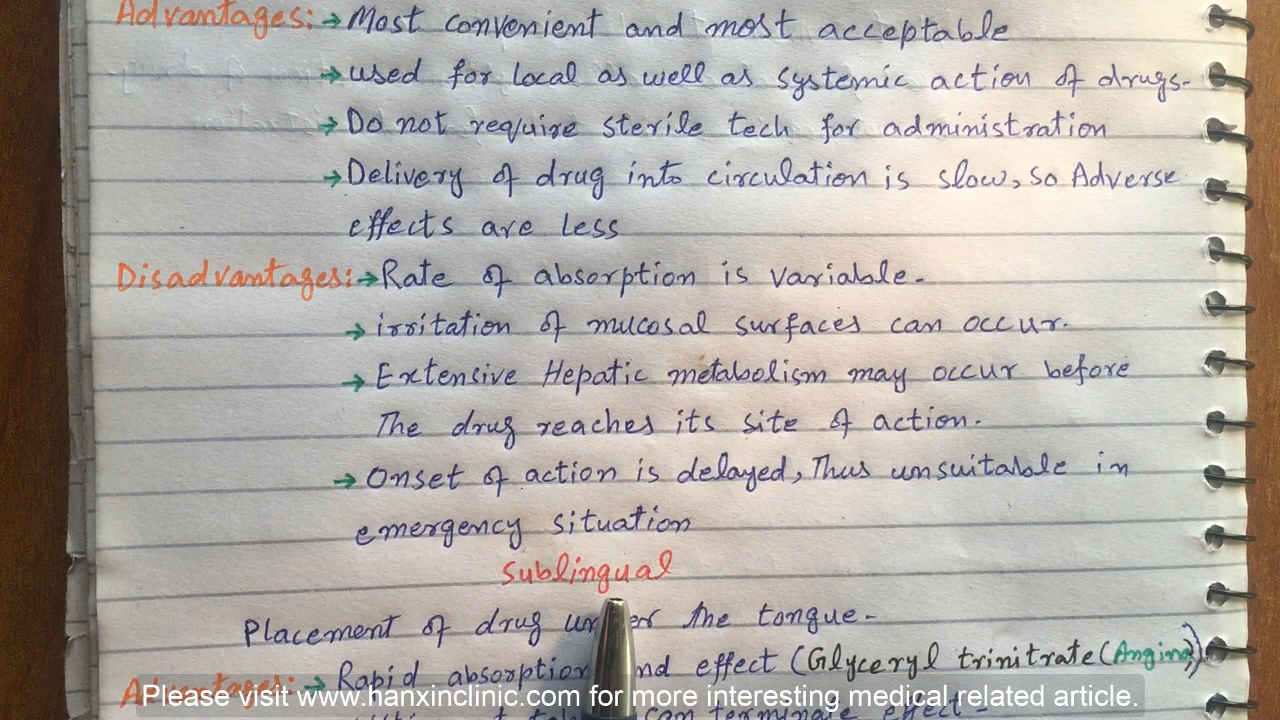 Advantages:→Most convenient and most acceptable
→used for local as well as systemic action of drugs.
→Do not require sterile tech for administration
→Delivery of drug into circulation is slow, so Adverse
effects are less
Disadvantages:→Rate of absorption is variable.
→irritation of mucosal surfaces can occur.
→Extensive Hepatic metabolism may occur before
The drug reaches its site of action.
→Onset of action is delayed, Thus unsuitable in
emergency situation
Sublingual
Placement of drug under the tongue.
Advantages:→Rapid absorption and effect (Glyceryl trinitrate (Angina))
can terminate effect
Please visit www.hanxinclinic.com for more interesting medical related article.